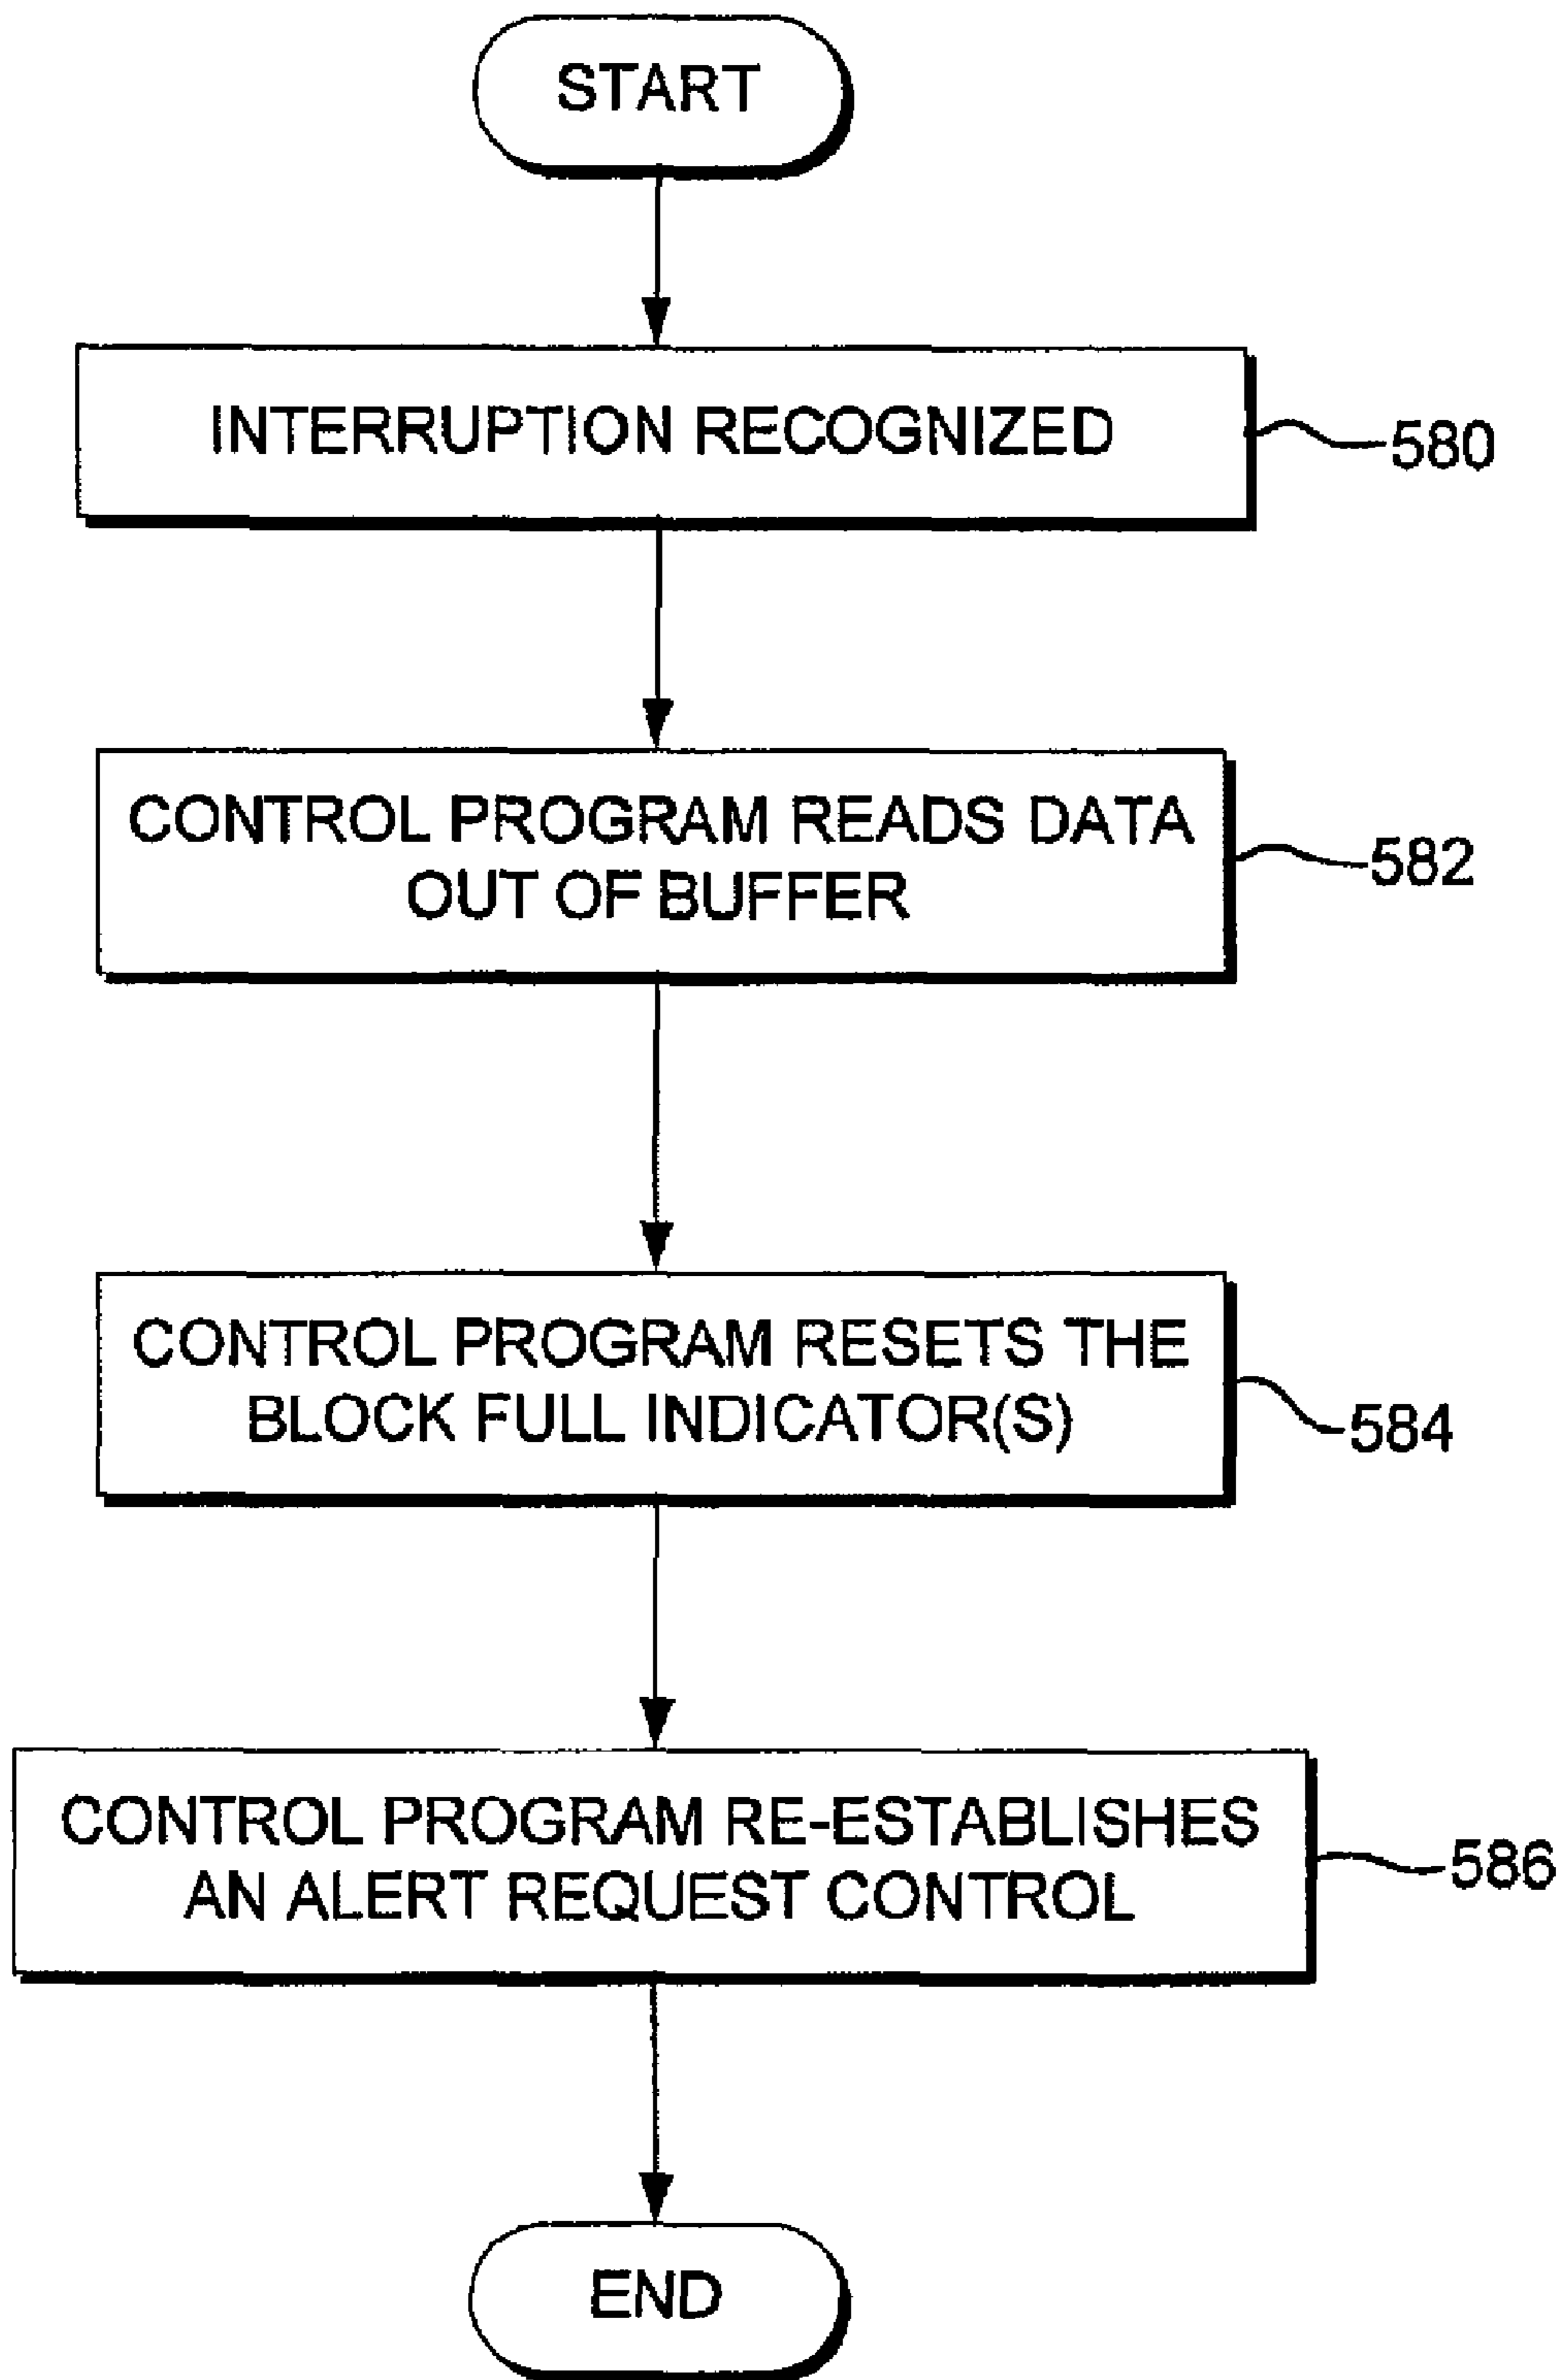 START
INTERRUPTION RECOGNIZED
580
CONTROL PROGRAM READS DATA
OUT OF BUFFER
582
CONTROL PROGRAM RESETS THE
BLOCK FULL INDICATOR(S)
584
CONTROL PROGRAM RE-ESTABLISHES
AN ALERT REQUEST CONTROL
586
END